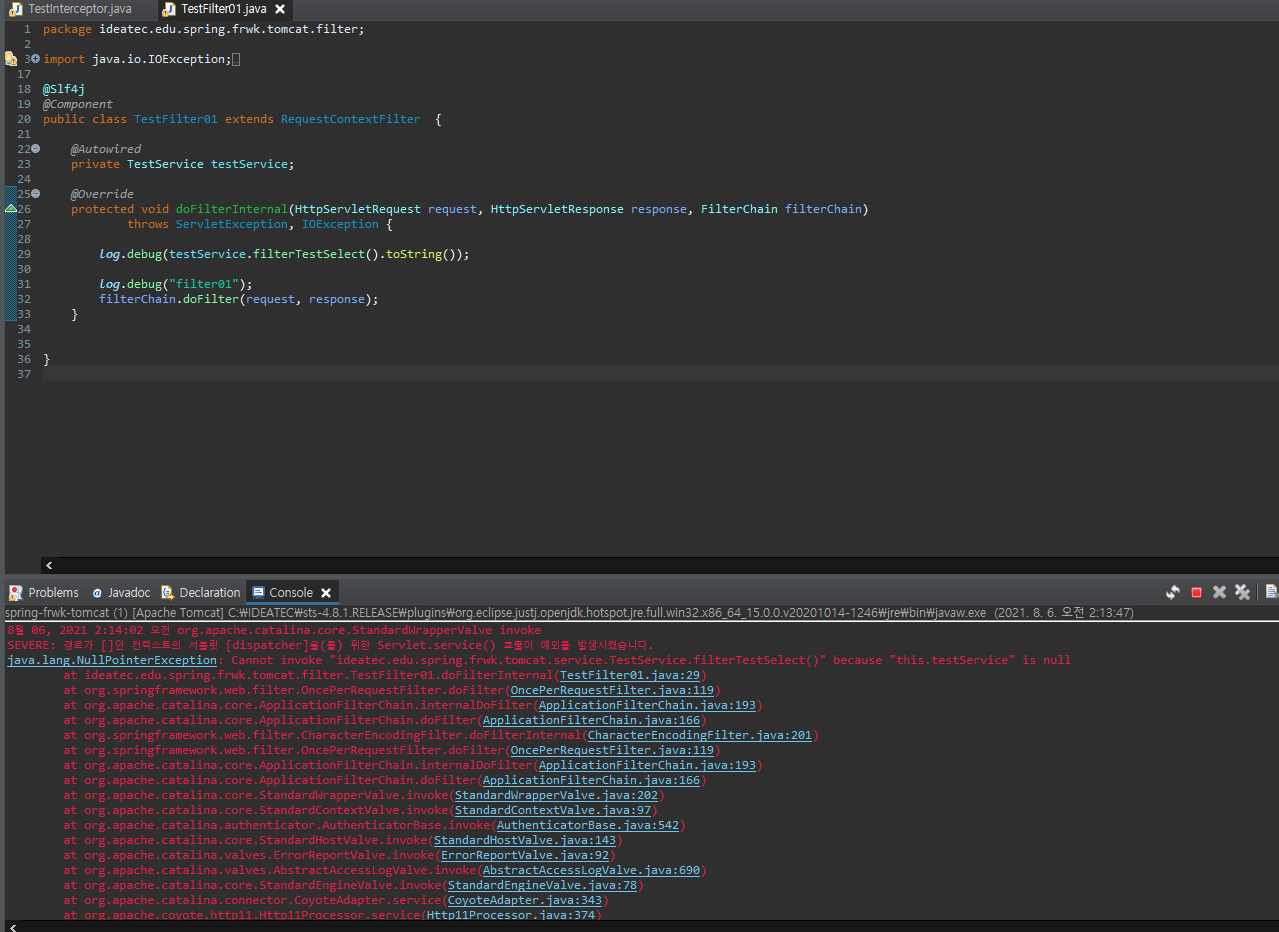 TestInterceptor.java TestFilter01.java
1 package ideatec.edu.spring.frwk.tomcat.filter;
2
3 import java.io.IOException;
17
18 @Slf4j
19 @Component
20 public class TestFilter01 extends RequestContextFilter {
21
22 @Autowired
23 private TestService testService;
24
25 @Override
26 protected void doFilterInternal(HttpServletRequest request, HttpServletResponse response, FilterChain filterChain)
27 throws ServletException, IOException {
28
29 log.debug(testService.filterTestSelect().toString());
30
31 log.debug("filter01");
32 filterChain.doFilter(request, response);
33 }
34
35
36 }
37
Problems Javadoc Declaration Console
spring-frwk-tomcat (1) [Apache Tomcat] C:₩IDEATEC₩sts-4.8.1.RELEASE₩plugins₩org.eclipse.justj.openjdk.hotspot.jre.full.win32.x86_64_15.0.0.v20201014-1246₩jre₩bin₩javaw.exe (2021. 8. 6. 오전 2:13:47)
8월 06, 2021 2:14:02 오전 org.apache.catalina.core.StandardWrapperValve invoke
SEVERE: 경로가 []인 컨텍스트의 서블릿 [dispatcher]을(를) 위한 Servlet.service() 호출이 예외를 발생시켰습니다.
java.lang.NullPointerException: Cannot invoke "ideatec.edu.spring.frwk.tomcat.service.TestService.filterTestSelect()" because "this.testService" is null
at ideatec.edu.spring.frwk.tomcat.filter.TestFilter01.doFilterInternal(TestFilter01.java:29)
at org.springframework.web.filter.OncePerRequestFilter.doFilter(OncePerRequestFilter.java:119)
at org.apache.catalina.core.ApplicationFilterChain.internalDoFilter(ApplicationFilterChain.java:193)
at org.apache.catalina.core.ApplicationFilterChain.doFilter(ApplicationFilterChain.java:166)
at org.springframework.web.filter.CharacterEncodingFilter.doFilterInternal(CharacterEncodingFilter.java:201)
at org.springframework.web.filter.OncePerRequestFilter.doFilter(OncePerRequestFilter.java:119)
at org.apache.catalina.core.ApplicationFilterChain.internalDoFilter(ApplicationFilterChain.java:193)
at org.apache.catalina.core.ApplicationFilterChain.doFilter(ApplicationFilterChain.java:166)
at org.apache.catalina.core.StandardWrapperValve.invoke(StandardWrapperValve.java:202)
at org.apache.catalina.core.StandardContextValve.invoke(StandardContextValve.java:97)
at org.apache.catalina.authenticator.AuthenticatorBase.invoke(AuthenticatorBase.java:542)
at org.apache.catalina.core.StandardHostValve.invoke(StandardHostValve.java:143)
at org.apache.catalina.valves.ErrorReportValve.invoke(ErrorReportValve.java:92)
at org.apache.catalina.valves.AbstractAccessLogValve.invoke(AbstractAccessLogValve.java:690)
at org.apache.catalina.core.StandardEngineValve.invoke(StandardEngineValve.java:78)
at org.apache.catalina.connector.CoyoteAdapter.service(CoyoteAdapter.java:343)
at org.apache.coyote.http11.Http11Processor.service(Http11Processor.java:374)